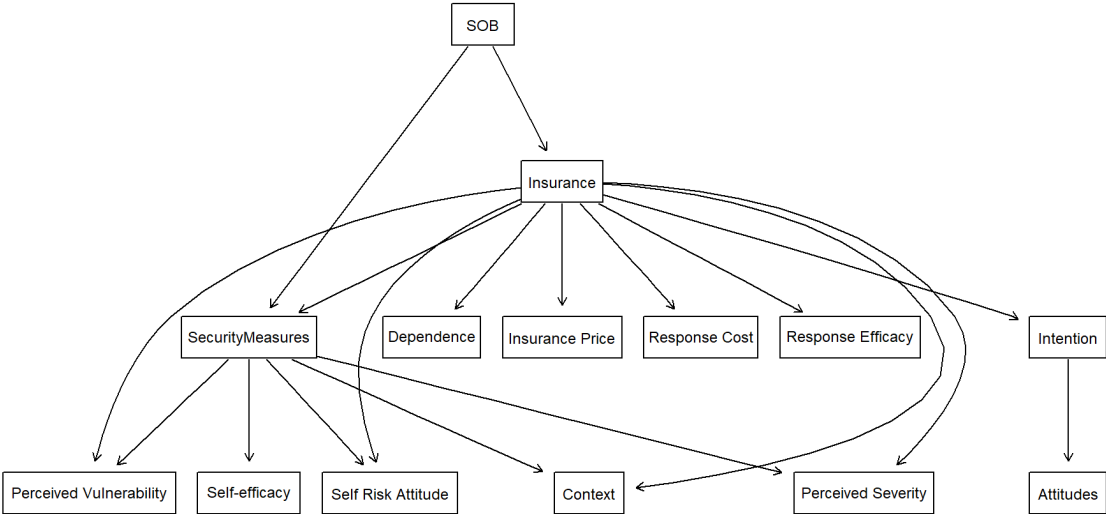 SOB
Insurance
SecurityMeasures
Dependence
Insurance Price
Response Cost
Response Efficacy
Intention
Perceived Vulnerability
Self-efficacy
Self Risk Attitude
Context
Perceived Severity
Attitudes